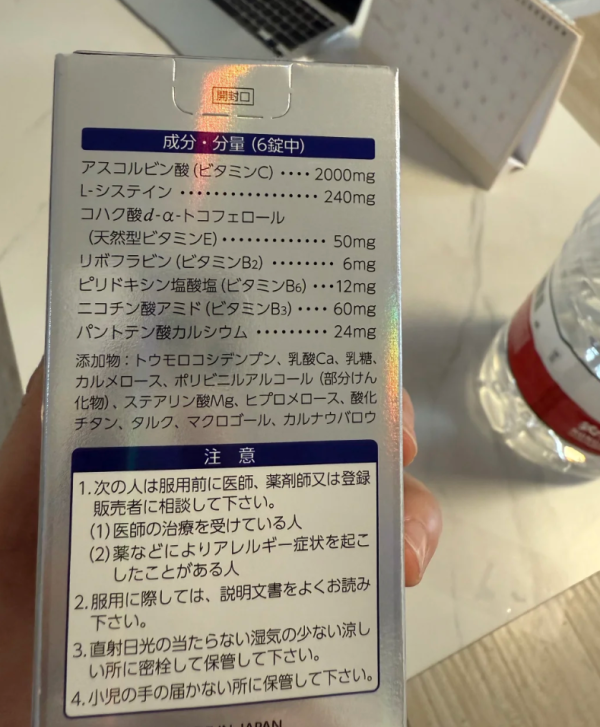 開封口
成分・分量 (6錠中)
アスコルビン酸 (ビタミンC) ････ 2000mg
L-システイン ･････････････････ 240mg
コハク酸d-α-トコフェロール
(天然型ビタミンE) ･････････････ 50mg
リボフラビン (ビタミンB2) ････････ 6mg
ピリドキシン塩酸塩 (ビタミンB6) ･･･12mg
ニコチン酸アミド (ビタミンB3) ････ 60mg
パントテン酸カルシウム ･････････ 24mg
添加物：トウモロコシデンプン、乳酸Ca、乳糖、
カルメロース、ポリビニルアルコール (部分けん
化物) 、ステアリン酸Mg、ヒプロメロース、酸化
チタン、タルク、マクロゴール、カルナウバロウ
注 意
1. 次の人は服用前に医師、薬剤師又は登録
販売者に相談して下さい。
(1) 医師の治療を受けている人
(2) 薬などによりアレルギー症状を起こ
したことがある人
2. 服用に際しては、説明文書をよくお読み
下さい。
3. 直射日光の当たらない湿気の少ない涼し
い所に密栓して保管して下さい。
4. 小児の手の届かない所に保管して下さい。
IN JAPAN